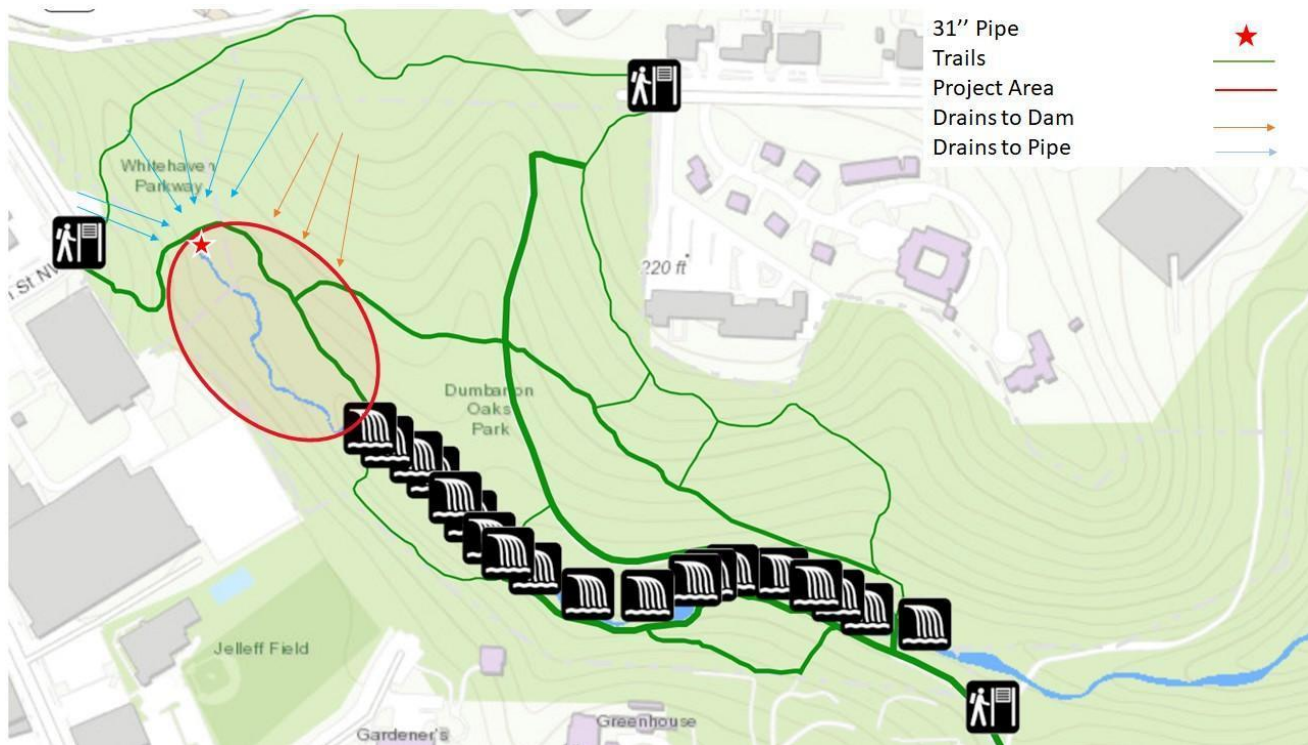 31’’ Pipe
Trails
Project Area
Drains to Dam
Drains to Pipe
Whitehaven
Parkway
St NW
220 ft
Dumbarton
Oaks
Park
Jelleff Field
Greenhouse
Gardener's